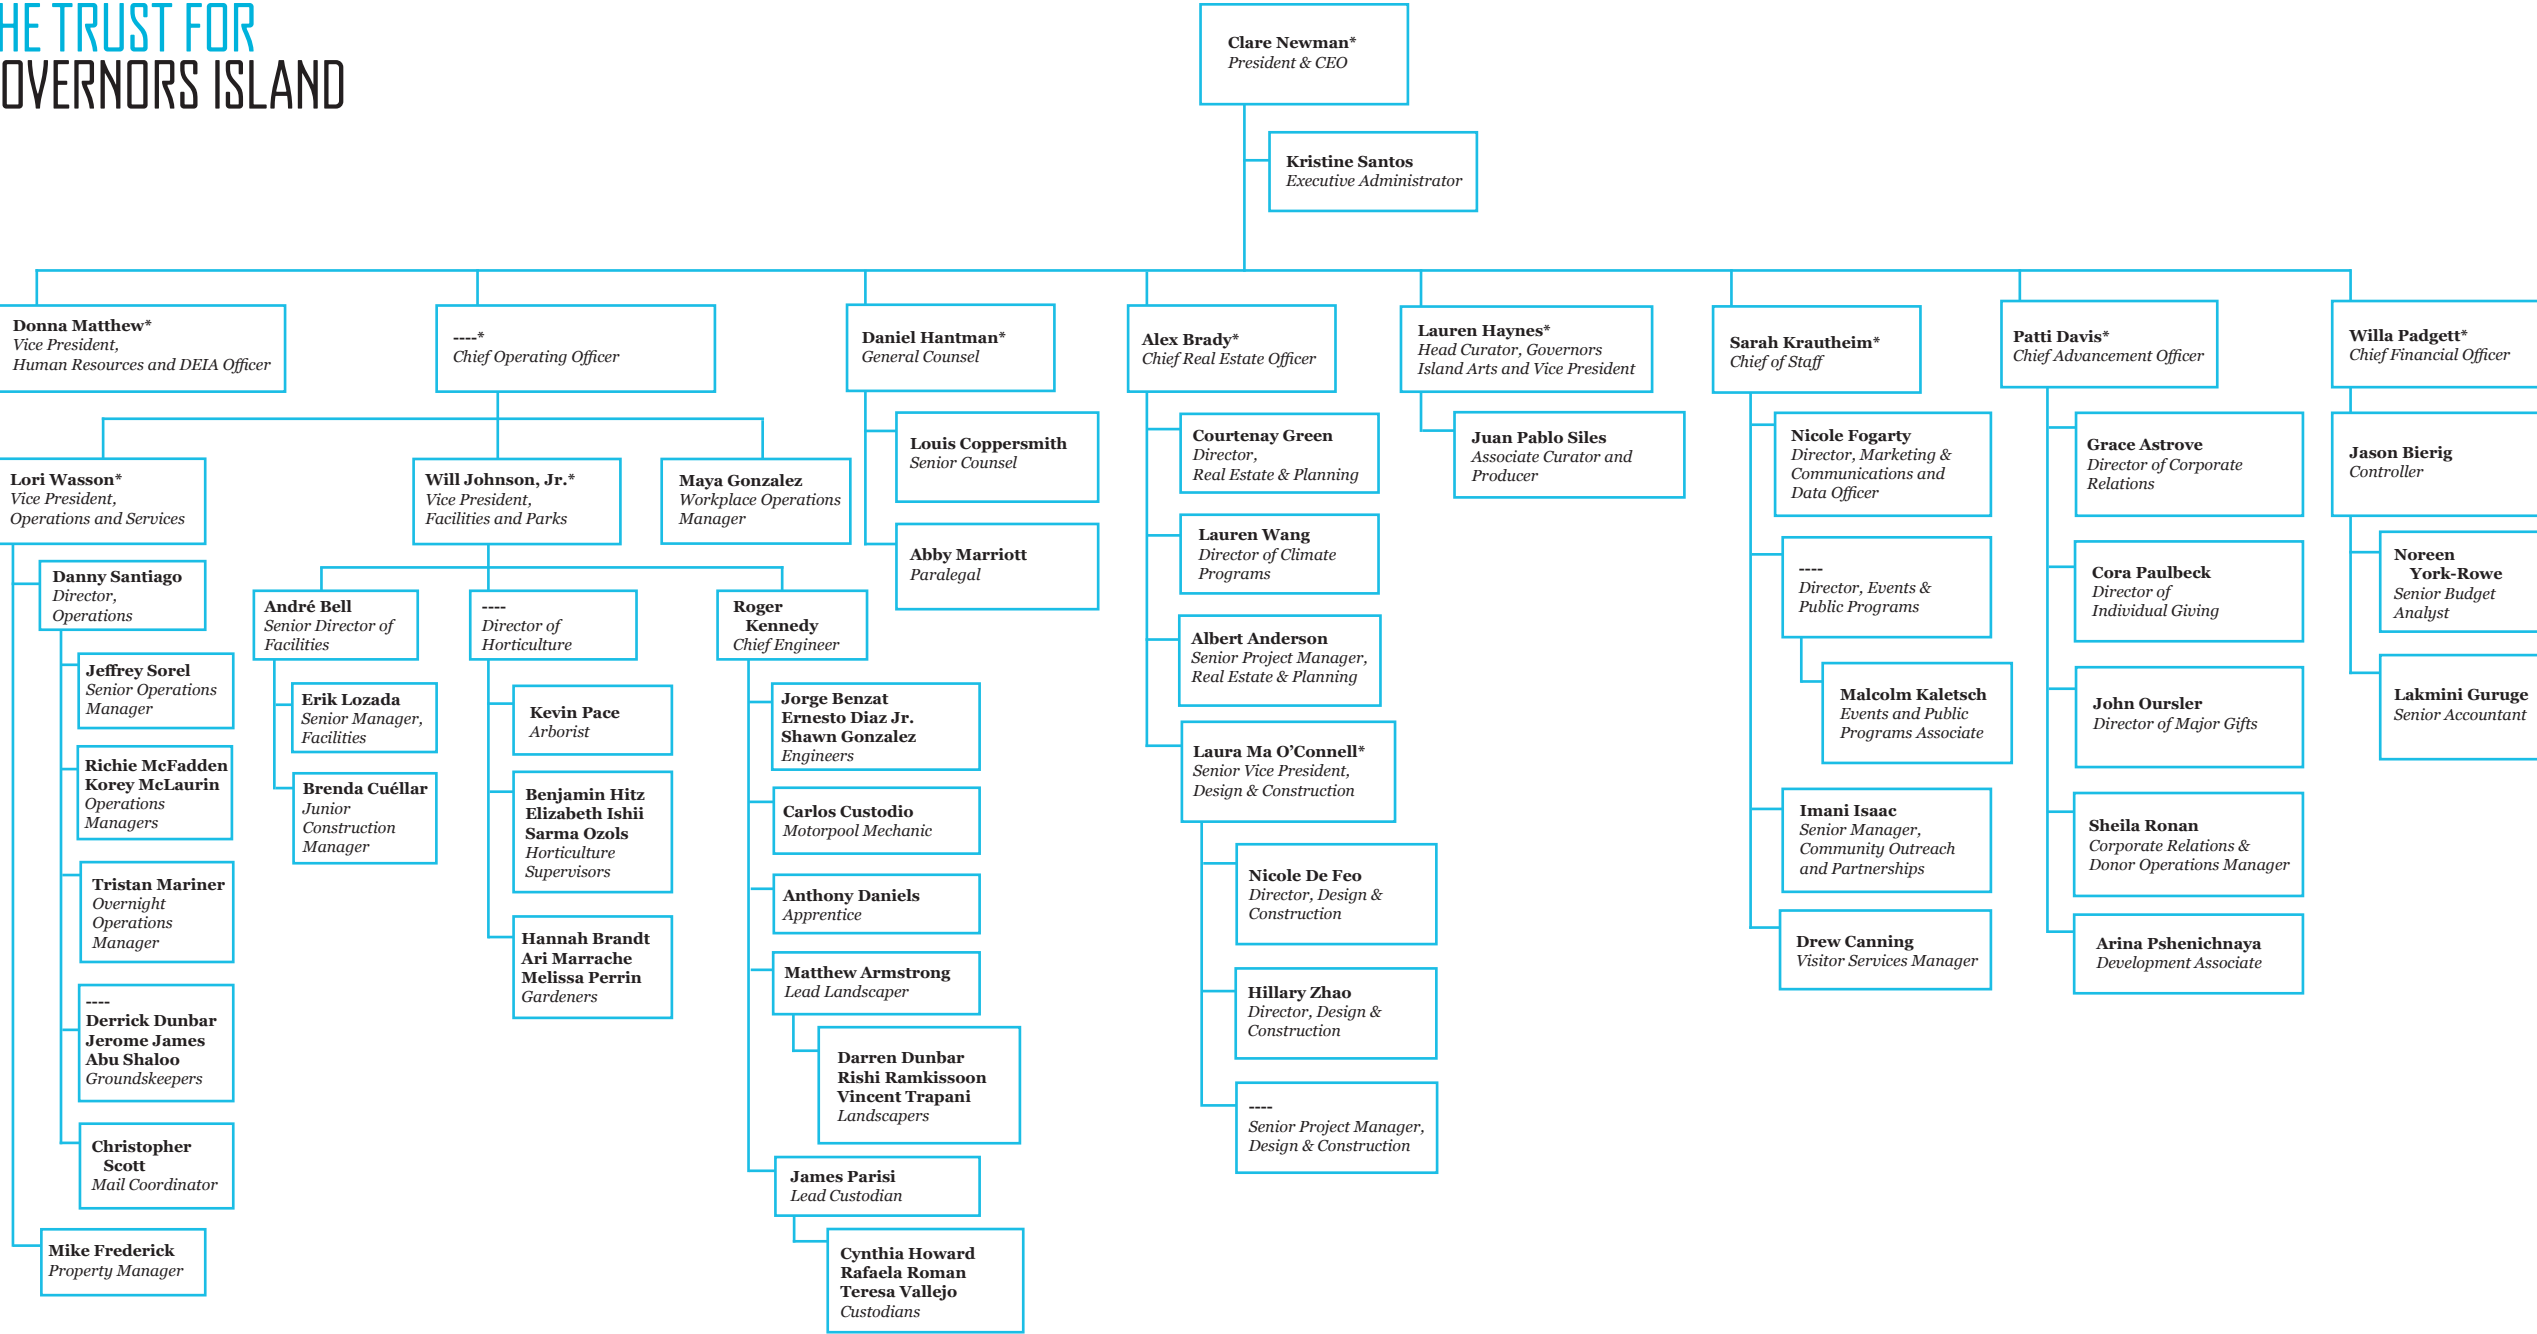 HE TRUST FOR
OVERNORS ISLAND
Clare Newman*
President & CEO
Kristine Santos
Executive Administrator
Donna Matthew*
Vice President,
Human Resources and DEIA Officer
----*
Chief Operating Officer
Daniel Hantman*
General Counsel
Alex Brady*
Chief Real Estate Officer
Lauren Haynes*
Head Curator, Governors
Island Arts and Vice President
Sarah Krautheim*
Chief of Staff
Patti Davis*
Chief Advancement Officer
Willa Padgett*
Chief Financial Officer
Lori Wasson*
Vice President,
Operations and Services
Danny Santiago
Director,
Operations
Jeffrey Sorel
Senior Operations
Manager
Richie McFadden
Korey McLaurin
Operations
Managers
Tristan Mariner
Overnight
Operations
Manager
----
Derrick Dunbar
Jerome James
Abu Shaloo
Groundskeepers
Christopher
Scott
Mail Coordinator
Mike Frederick
Property Manager
Will Johnson, Jr.*
Vice President,
Facilities and Parks
André Bell
Senior Director of
Facilities
Erik Lozada
Senior Manager,
Facilities
Brenda Cuéllar
Junior
Construction
Manager
----
Director of
Horticulture
Kevin Pace
Arborist
Benjamin Hitz
Elizabeth Ishii
Sarma Ozols
Horticulture
Supervisors
Hannah Brandt
Ari Marrache
Melissa Perrin
Gardeners
Roger
Kennedy
Chief Engineer
Jorge Benzat
Ernesto Diaz Jr.
Shawn Gonzalez
Engineers
Carlos Custodio
Motorpool Mechanic
Anthony Daniels
Apprentice
Matthew Armstrong
Lead Landscaper
Darren Dunbar
Rishi Ramkissoon
Vincent Trapani
Landscapers
James Parisi
Lead Custodian
Cynthia Howard
Rafaela Roman
Teresa Vallejo
Custodians
Maya Gonzalez
Workplace Operations
Manager
Louis Coppersmith
Senior Counsel
Abby Marriott
Paralegal
Courtenay Green
Director,
Real Estate & Planning
Lauren Wang
Director of Climate
Programs
Albert Anderson
Senior Project Manager,
Real Estate & Planning
Laura Ma O'Connell*
Senior Vice President,
Design & Construction
Nicole De Feo
Director, Design &
Construction
Hillary Zhao
Director, Design &
Construction
----
Senior Project Manager,
Design & Construction
Juan Pablo Siles
Associate Curator and
Producer
Nicole Fogarty
Director, Marketing &
Communications and
Data Officer
----
Director, Events &
Public Programs
Malcolm Kaletsch
Events and Public
Programs Associate
Imani Isaac
Senior Manager,
Community Outreach
and Partnerships
Drew Canning
Visitor Services Manager
Grace Astrove
Director of Corporate
Relations
Cora Paulbeck
Director of
Individual Giving
John Oursler
Director of Major Gifts
Sheila Ronan
Corporate Relations &
Donor Operations Manager
Arina Pshenichnaya
Development Associate
Jason Bierig
Controller
Noreen
York-Rowe
Senior Budget
Analyst
Lakmini Guruge
Senior Accountant